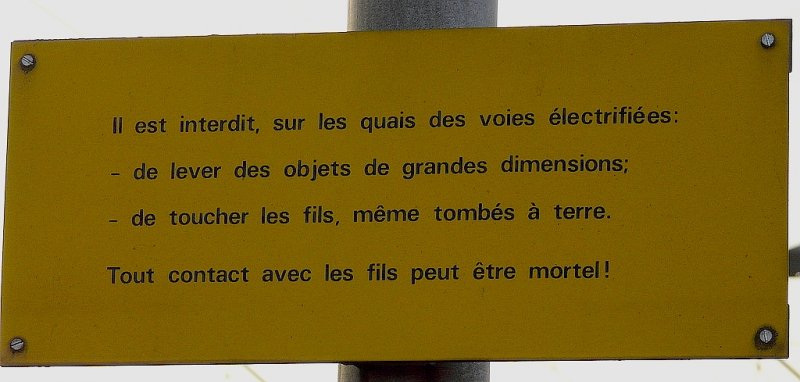 Il est interdit, sur les quais des voies électrifiées:
- de lever des objets de grandes dimensions;
- de toucher les fils, même tombés à terre.
Tout contact avec les fils peut être mortel!